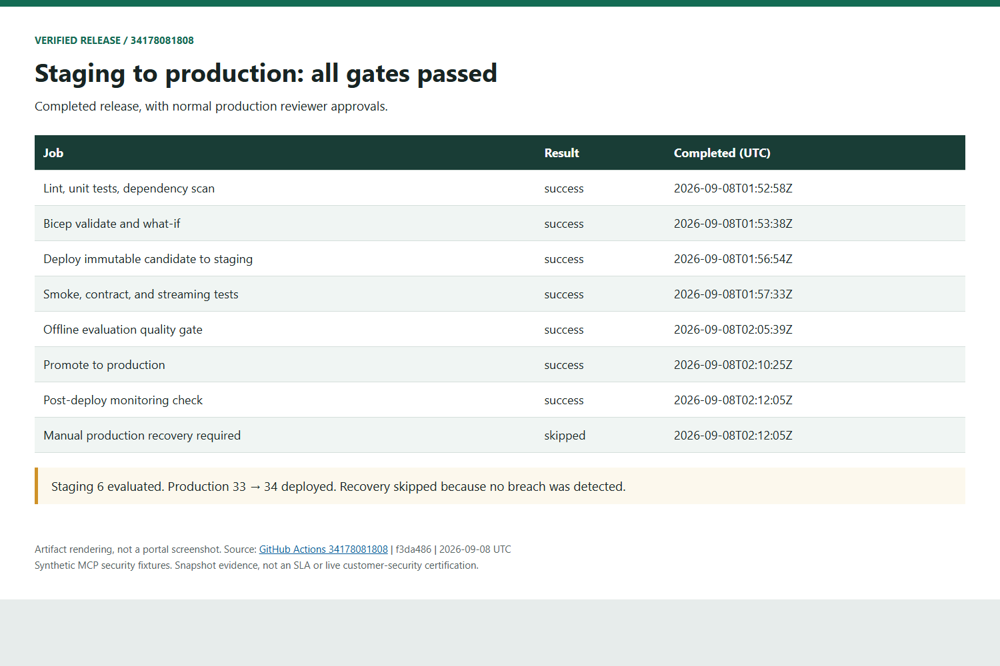 VERIFIED RELEASE / 34178081808
Staging to production: all gates passed
Completed release, with normal production reviewer approvals.
Job Result Completed (UTC)
Lint, unit tests, dependency scan success 2026-09-08T01:52:58Z
Bicep validate and what-if success 2026-09-08T01:53:38Z
Deploy immutable candidate to staging success 2026-09-08T01:56:54Z
Smoke, contract, and streaming tests success 2026-09-08T01:57:33Z
Offline evaluation quality gate success 2026-09-08T02:05:39Z
Promote to production success 2026-09-08T02:10:25Z
Post-deploy monitoring check success 2026-09-08T02:12:05Z
Manual production recovery required skipped 2026-09-08T02:12:05Z
Staging 6 evaluated. Production 33 → 34 deployed. Recovery skipped because no breach was detected.
Artifact rendering, not a portal screenshot. Source: GitHub Actions 34178081808 | f3da486 | 2026-09-08 UTC
Synthetic MCP security fixtures. Snapshot evidence, not an SLA or live customer-security certification.